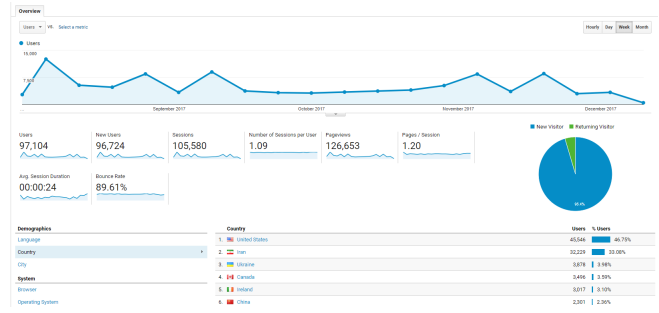 Overview
Users vs. Select a metric
Hourly Day Week Month
Users
15,000
7,500
... September 2017 October 2017 November 2017 December 2017
New Visitor Returning Visitor
Users
97,104
New Users
96,724
Sessions
105,580
Number of Sessions per User
1.09
Pageviews
126,653
Pages / Session
1.20
Avg. Session Duration
00:00:24
Bounce Rate
89.61%
Demographics
Language
Country
City
System
Browser
Operating System
Country Users % Users
1. United States 45,546 46.75%
2. Iran 32,229 33.08%
3. Ukraine 3,878 3.98%
4. Canada 3,496 3.59%
5. Ireland 3,017 3.10%
6. China 2,301 2.36%